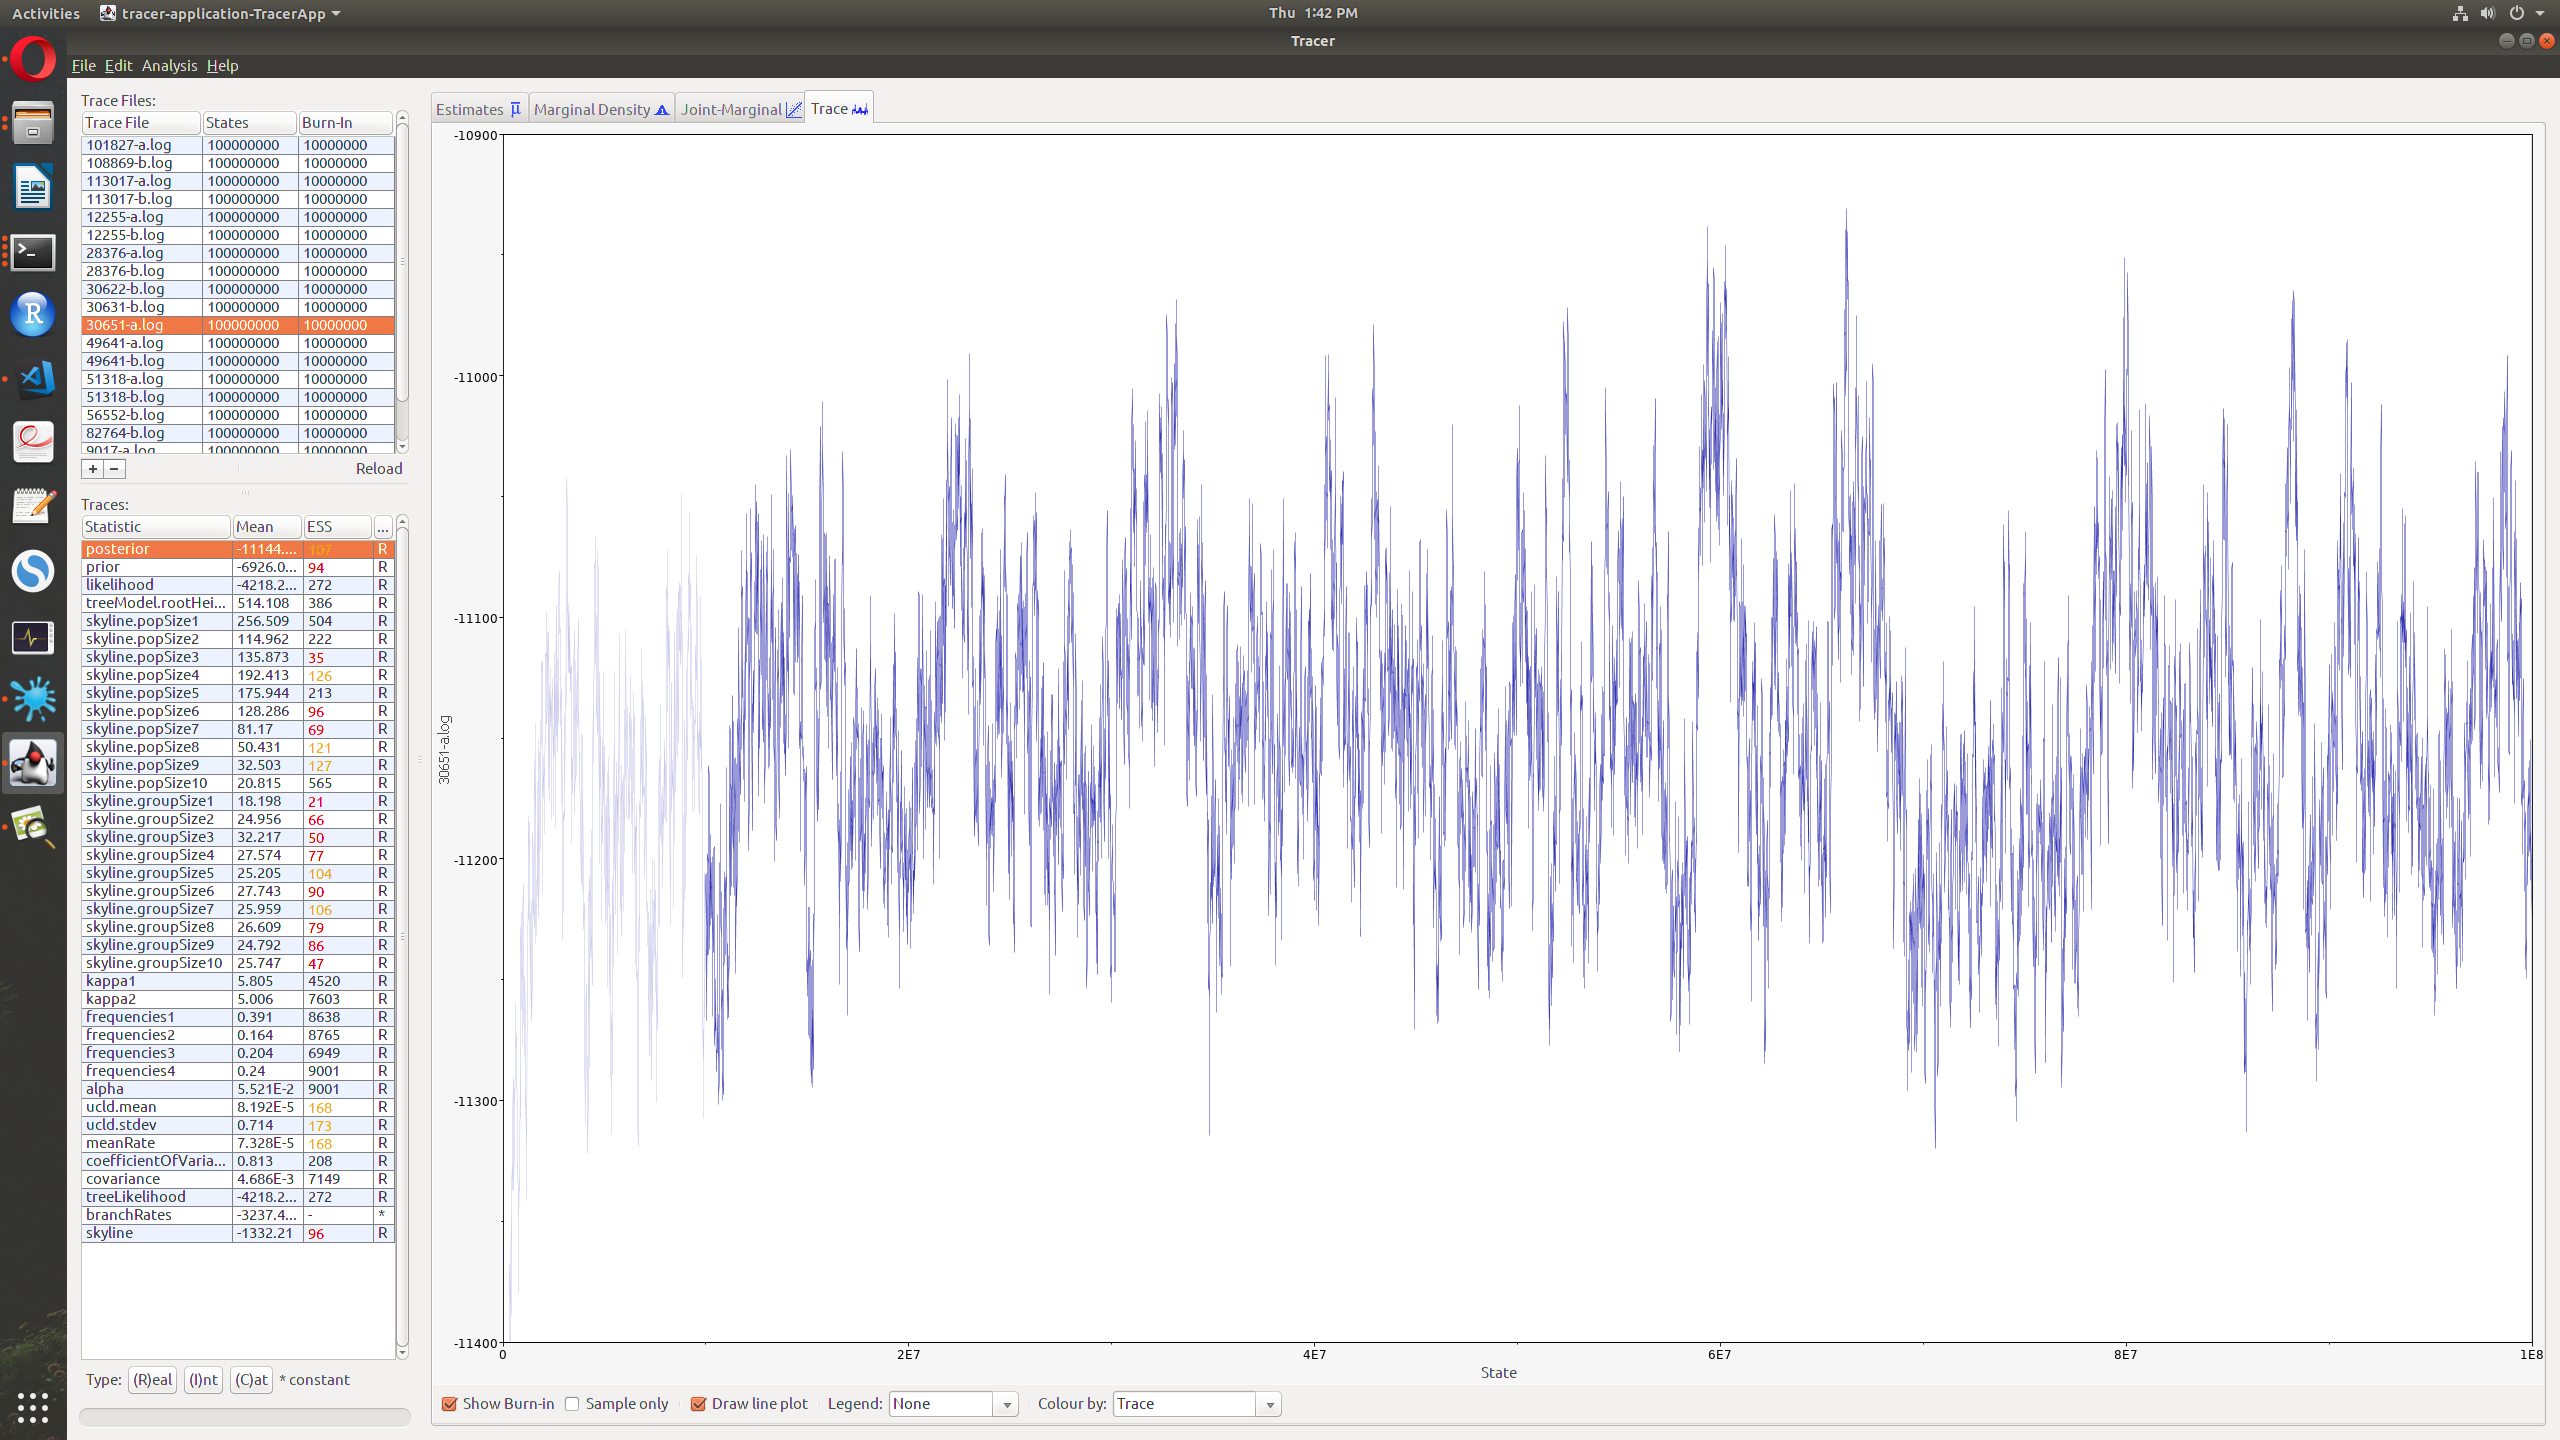 Activities tracer-application-TracerApp Thu 1:42 PM
Tracer
File Edit Analysis Help
Trace Files:
Trace File States Burn-In
101827-a.log 100000000 10000000
108869-b.log 100000000 10000000
113017-a.log 100000000 10000000
113017-b.log 100000000 10000000
12255-a.log 100000000 10000000
12255-b.log 100000000 10000000
28376-a.log 100000000 10000000
28376-b.log 100000000 10000000
30622-b.log 100000000 10000000
30631-b.log 100000000 10000000
30651-a.log 100000000 10000000
49641-a.log 100000000 10000000
49641-b.log 100000000 10000000
51318-a.log 100000000 10000000
51318-b.log 100000000 10000000
56552-b.log 100000000 10000000
82764-b.log 100000000 10000000
9017-a.log 100000000 10000000
+ − Reload
Traces:
Statistic Mean ESS ...
posterior -11144.... 107 R
prior -6926.0... 94 R
likelihood -4218.2... 272 R
treeModel.rootHei... 514.108 386 R
skyline.popSize1 256.509 504 R
skyline.popSize2 114.962 222 R
skyline.popSize3 135.873 35 R
skyline.popSize4 192.413 126 R
skyline.popSize5 175.944 213 R
skyline.popSize6 128.286 96 R
skyline.popSize7 81.17 69 R
skyline.popSize8 50.431 121 R
skyline.popSize9 32.503 127 R
skyline.popSize10 20.815 565 R
skyline.groupSize1 18.198 21 R
skyline.groupSize2 24.956 66 R
skyline.groupSize3 32.217 50 R
skyline.groupSize4 27.574 77 R
skyline.groupSize5 25.205 104 R
skyline.groupSize6 27.743 90 R
skyline.groupSize7 25.959 106 R
skyline.groupSize8 26.609 79 R
skyline.groupSize9 24.792 86 R
skyline.groupSize10 25.747 47 R
kappa1 5.805 4520 R
kappa2 5.006 7603 R
frequencies1 0.391 8638 R
frequencies2 0.164 8765 R
frequencies3 0.204 6949 R
frequencies4 0.24 9001 R
alpha 5.521E-2 9001 R
ucld.mean 8.192E-5 168 R
ucld.stdev 0.714 173 R
meanRate 7.328E-5 168 R
coefficientOfVaria... 0.813 208 R
covariance 4.686E-3 7149 R
treeLikelihood -4218.2... 272 R
branchRates -3237.4... - *
skyline -1332.21 96 R
Type: (R)eal (I)nt (C)at * constant
Estimates μ Marginal Density Joint-Marginal Trace
-10900
-11000
-11100
-11200
-11300
-11400
30651-a.log
0 2E7 4E7 6E7 8E7 1E8
State
Show Burn-in Sample only Draw line plot Legend: None Colour by: Trace